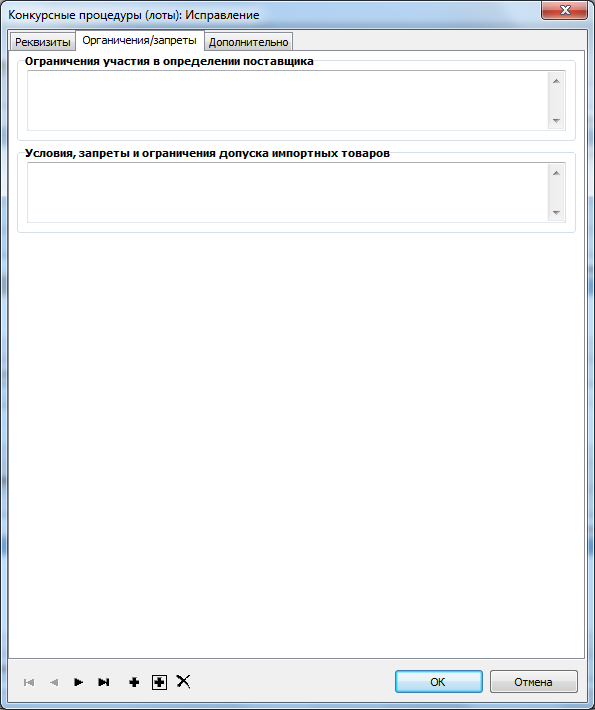 Конкурсные процедуры (лоты): Исправление
Реквизиты Органичения/запреты Дополнительно
Ограничения участия в определении поставщика
Условия, запреты и ограничения допуска импортных товаров
ОК Отмена